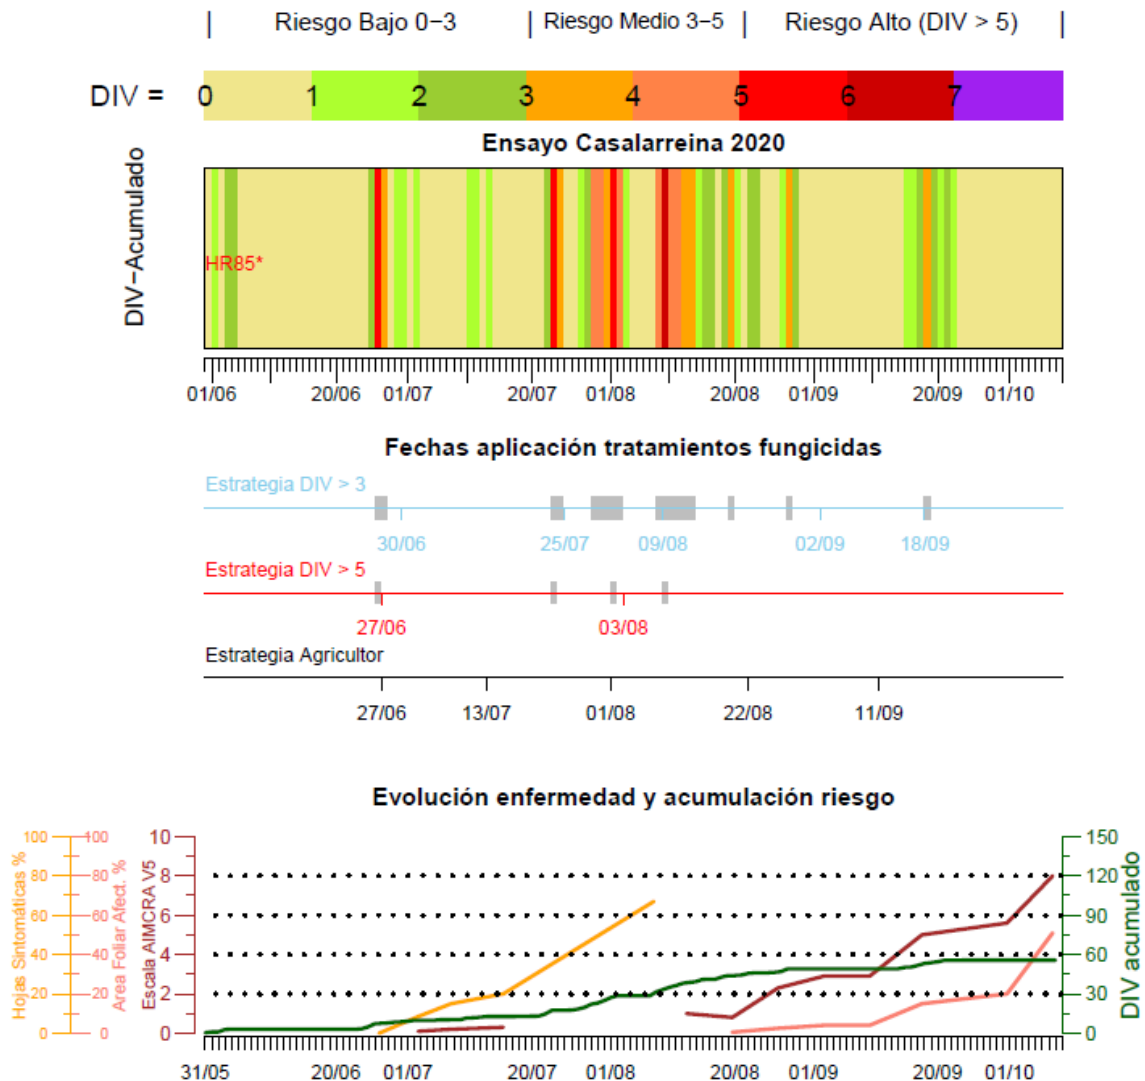 | Riesgo Bajo 0−3 | Riesgo Medio 3−5 | Riesgo Alto (DIV > 5) |
DIV = 0 1 2 3 4 5 6 7
Ensayo Casalarreina 2020
DIV−Acumulado
HR85*
01/06 20/06 01/07 20/07 01/08 20/08 01/09 20/09 01/10
Fechas aplicación tratamientos fungicidas
Estrategia DIV > 3
30/06 25/07 09/08 02/09 18/09
Estrategia DIV > 5
27/06 03/08
Estrategia Agricultor
27/06 13/07 01/08 22/08 11/09
Evolución enfermedad y acumulación riesgo
Hojas Sintomáticas %
100
80
60
40
20
0
Area Foliar Afect. %
100
80
60
40
20
0
Escala AIMCRA V5
10
8
6
4
2
0
150
120
90
60
30
0
DIV acumulado
31/05 20/06 01/07 20/07 01/08 20/08 01/09 20/09 01/10